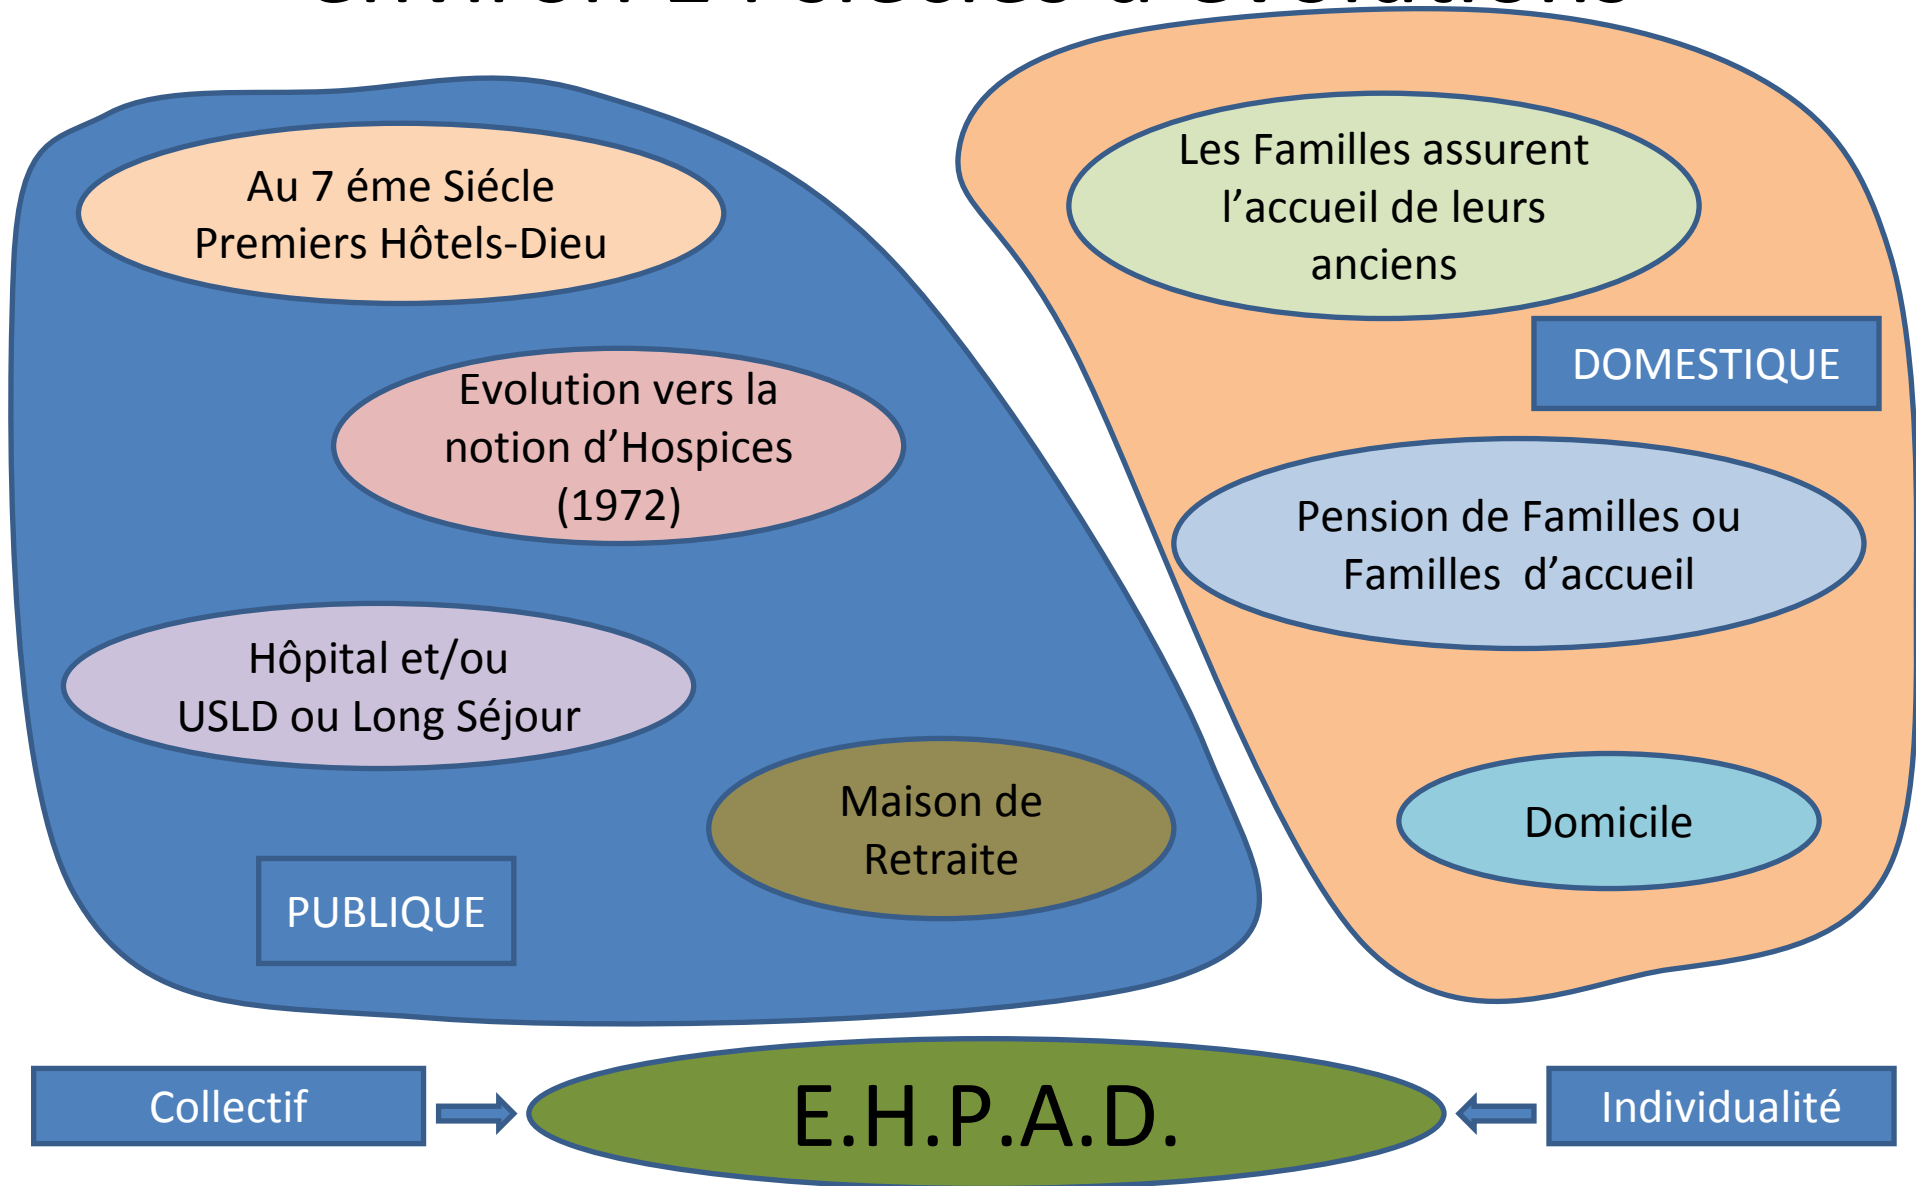 Au 7 éme Siécle
Premiers Hôtels-Dieu
Evolution vers la
notion d’Hospices
(1972)
Hôpital et/ou
USLD ou Long Séjour
Maison de
Retraite
PUBLIQUE
Les Familles assurent
l’accueil de leurs
anciens
DOMESTIQUE
Pension de Familles ou
Familles  d’accueil
Domicile
Collectif
E.H.P.A.D.
Individualité